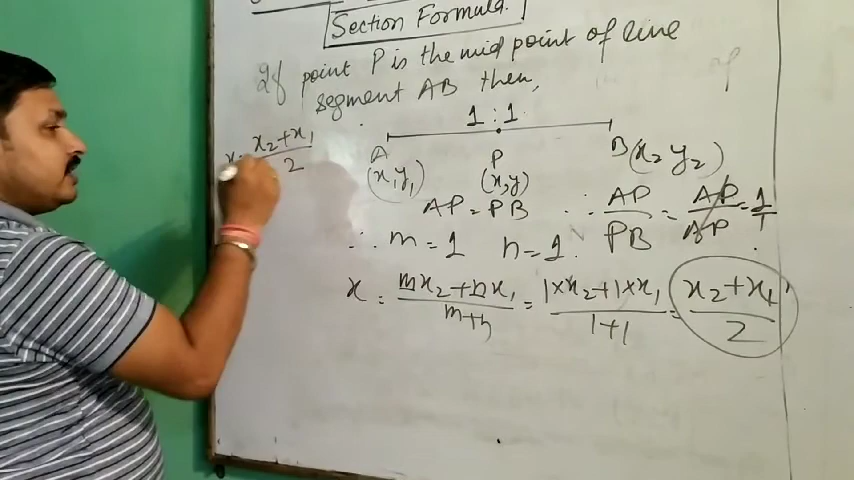 Section Formula.
If point P is the mid point of line
segment AB then,
1 : 1
x = x₂+x₁/2
A P B(x₂ y₂)
(x₁y₁) (x,y)
AP = PB ∴ AP/PB = AP/AP = 1/1
∴ m = 1 n = 1
x = mx₂+nx₁/m+n = 1×x₂+1×x₁/1+1 = x₂+x₁/2